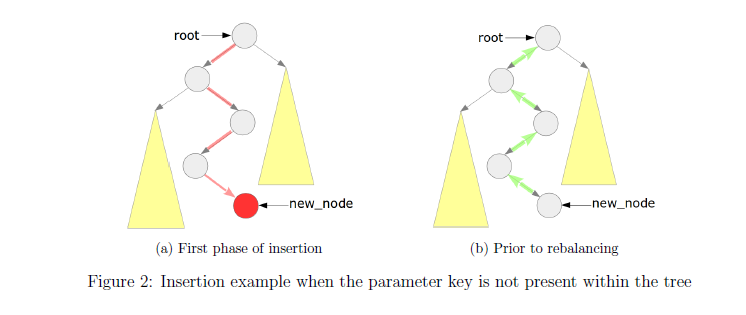 root
root
new_node
new_node
(a) First phase of insertion
(b) Prior to rebalancing
Figure 2: Insertion example when the parameter key is not present within the tree